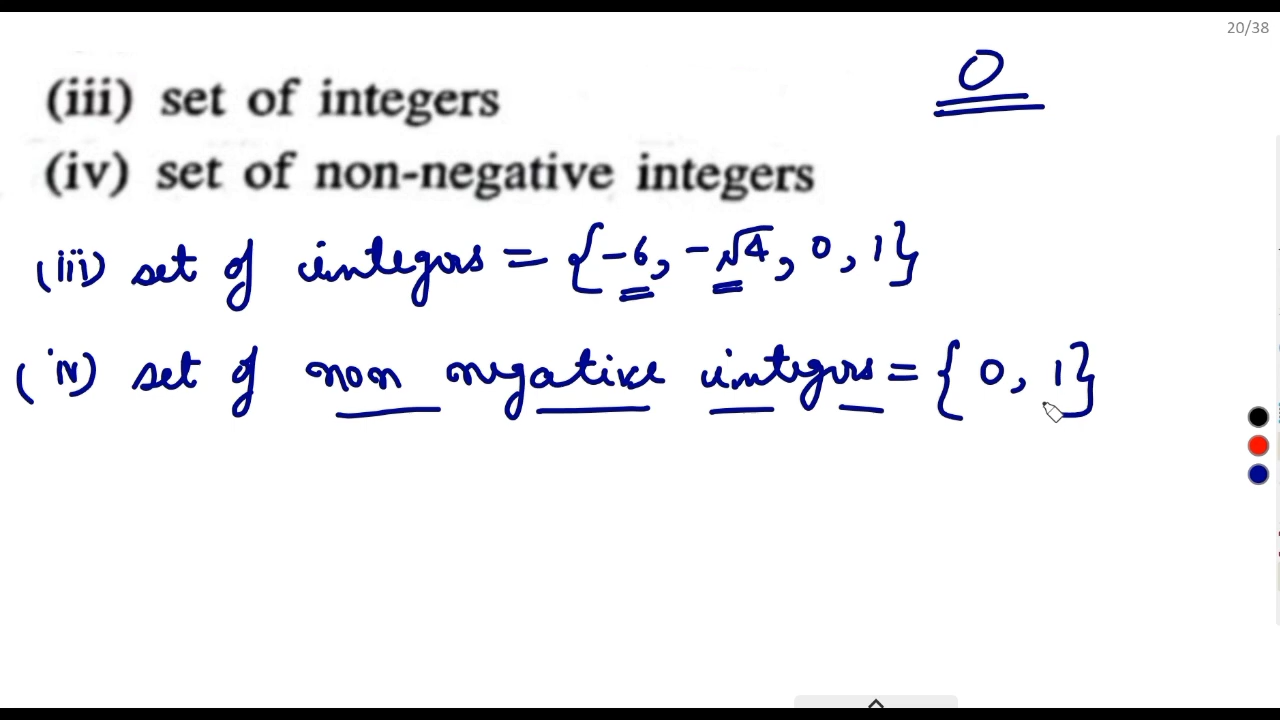 20/38
0
(iii) set of integers
(iv) set of non-negative integers
(iii) set of integers = {-6, -√4, 0, 1}
(iv) set of non negative integers = { 0, 1}